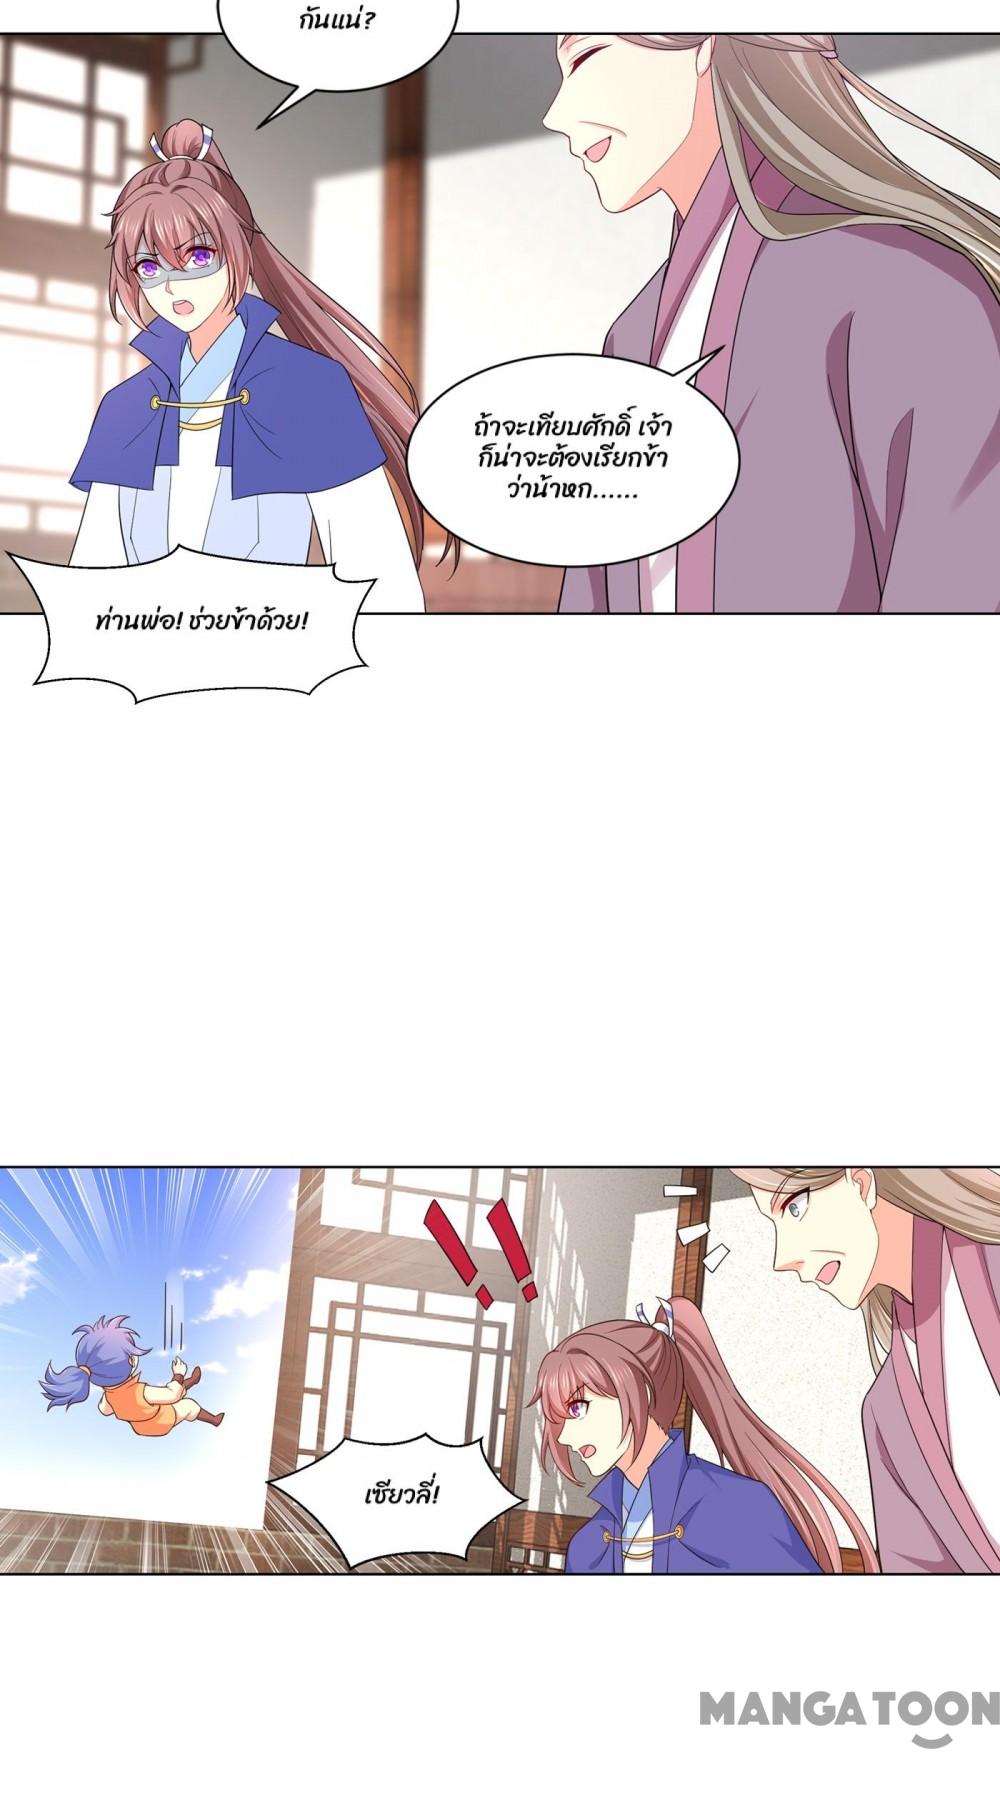 กันแน่?
ถ้าจะเทียบศักดิ์ เจ้า
ก็น่าจะต้องเรียกข้า
ว่าน้าหก......
ท่านพ่อ! ช่วยข้าด้วย!
!!
เซียวลี่!
MANGATOON